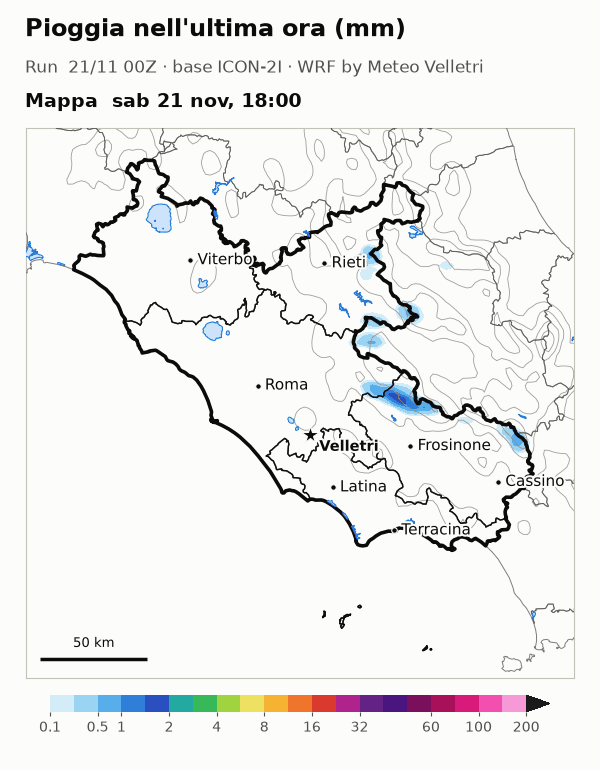 Pioggia nell'ultima ora (mm)
Run  21/11 00Z · base ICON-2I · WRF by Meteo Velletri
Mappa  sab 21 nov, 18:00
Viterbo
Rieti
Roma
Velletri
Frosinone
Latina
Cassino
Terracina
50 km
0.1 0.5 1 2 4 8 16 32 60 100 200